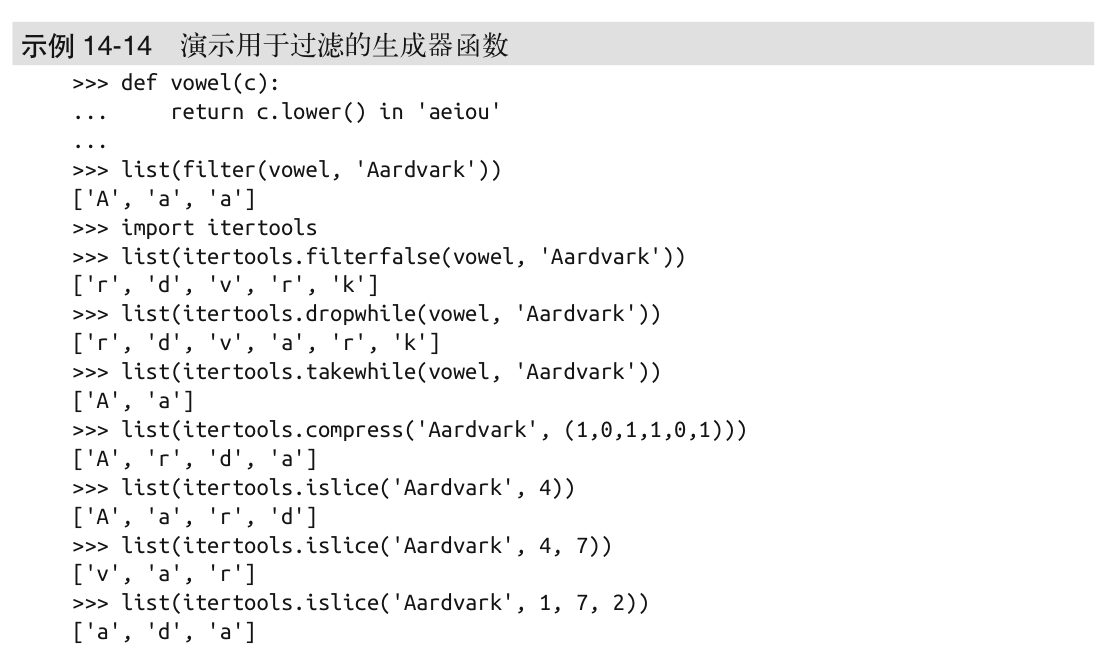 示例 14-14 演示用于过滤的生成器函数
>>> def vowel(c):
...     return c.lower() in 'aeiou'
...
>>> list(filter(vowel, 'Aardvark'))
['A', 'a', 'a']
>>> import itertools
>>> list(itertools.filterfalse(vowel, 'Aardvark'))
['r', 'd', 'v', 'r', 'k']
>>> list(itertools.dropwhile(vowel, 'Aardvark'))
['r', 'd', 'v', 'a', 'r', 'k']
>>> list(itertools.takewhile(vowel, 'Aardvark'))
['A', 'a']
>>> list(itertools.compress('Aardvark', (1,0,1,1,0,1)))
['A', 'r', 'd', 'a']
>>> list(itertools.islice('Aardvark', 4))
['A', 'a', 'r', 'd']
>>> list(itertools.islice('Aardvark', 4, 7))
['v', 'a', 'r']
>>> list(itertools.islice('Aardvark', 1, 7, 2))
['a', 'd', 'a']